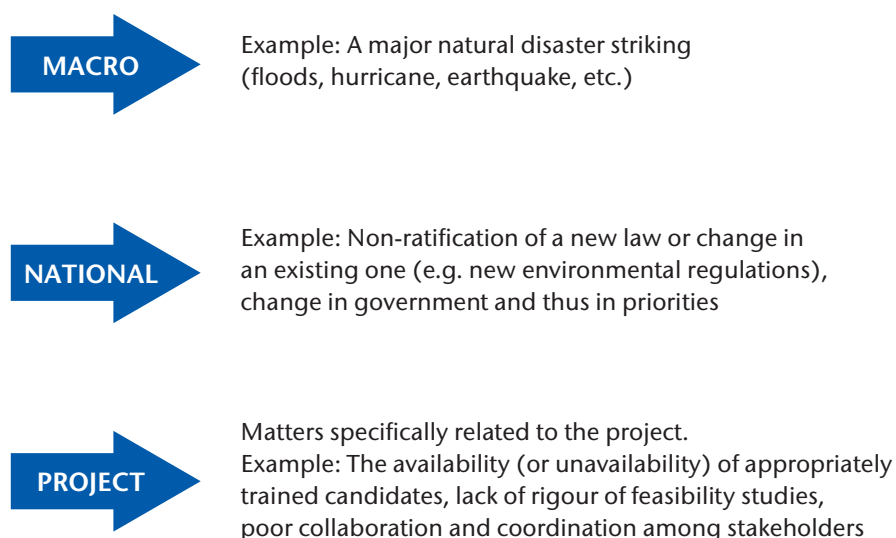 MACRO
Example: A major natural disaster striking
(floods, hurricane, earthquake, etc.)
NATIONAL
Example: Non-ratification of a new law or change in
an existing one (e.g. new environmental regulations),
change in government and thus in priorities
PROJECT
Matters specifically related to the project.
Example: The availability (or unavailability) of appropriately
trained candidates, lack of rigour of feasibility studies,
poor collaboration and coordination among stakeholders